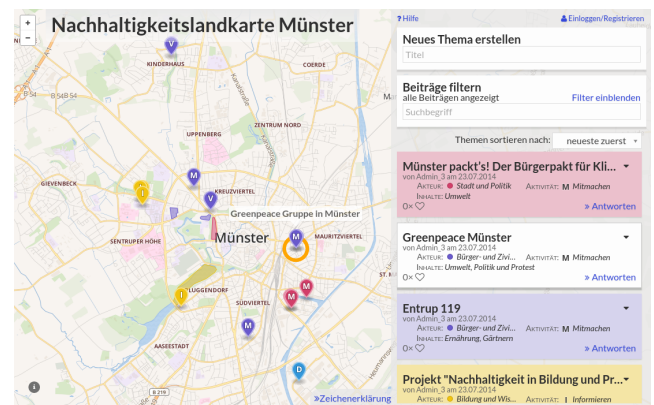 Nachhaltigkeitslandkarte Münster
+
−
V
KINDERHAUS
COERDE
Kanalstraße
B 54
B 54;B 219
ZENTRUM NORD
UPPENBERG
Kanalstraße
M
GIEVENBECK
I
KREUZVIERTEL
V
Greenpeace Gruppe in Münster
SENTRUPER HÖHE
Münster
M
MAURITZVIERTEL
PLUGGENDORF
I
SÜDVIERTEL
M
M
M
AASEESTADT
D
B 219
i
»Zeichenerklärung
? Hilfe
Einloggen/Registrieren
Neues Thema erstellen
Titel
Beiträge filtern
alle Beiträgen angezeigt
Filter einblenden
Suchbegriff
Themen sortieren nach:
neueste zuerst
Münster packt's! Der Bürgerpakt für Kli...
von Admin_3 am 23.07.2014
AKTEUR: Stadt und Politik AKTIVITÄT: M Mitmachen
INHALTE: Umwelt
0×
» Antworten
Greenpeace Münster
von Admin_3 am 23.07.2014
AKTEUR: Bürger- und Zivi... AKTIVITÄT: M Mitmachen
INHALTE: Umwelt, Politik und Protest
0×
» Antworten
Entrup 119
von Admin_3 am 23.07.2014
AKTEUR: Bürger- und Zivi... AKTIVITÄT: M Mitmachen
INHALTE: Ernährung, Gärtnern
0×
» Antworten
Projekt "Nachhaltigkeit in Bildung und Pr...
von Admin_3 am 23.07.2014
AKTEUR: Bildung und Wis... AKTIVITÄT: I Informieren